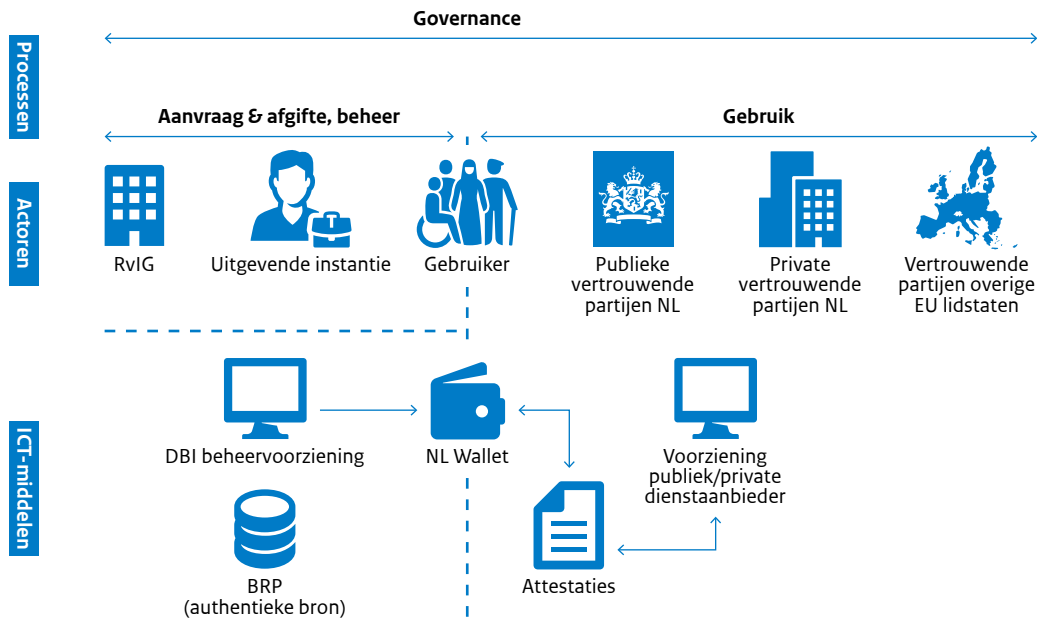 Governance
Processen
Aanvraag & afgifte, beheer
Gebruik
Actoren
RvIG
Uitgevende instantie
Gebruiker
Publieke
vertrouwende
partijen NL
Private
vertrouwende
partijen NL
Vertrouwende
partijen overige
EU lidstaten
ICT-middelen
DBI beheervoorziening
NL Wallet
Voorziening
publiek/private
dienstaanbieder
BRP
(authentieke bron)
Attestaties